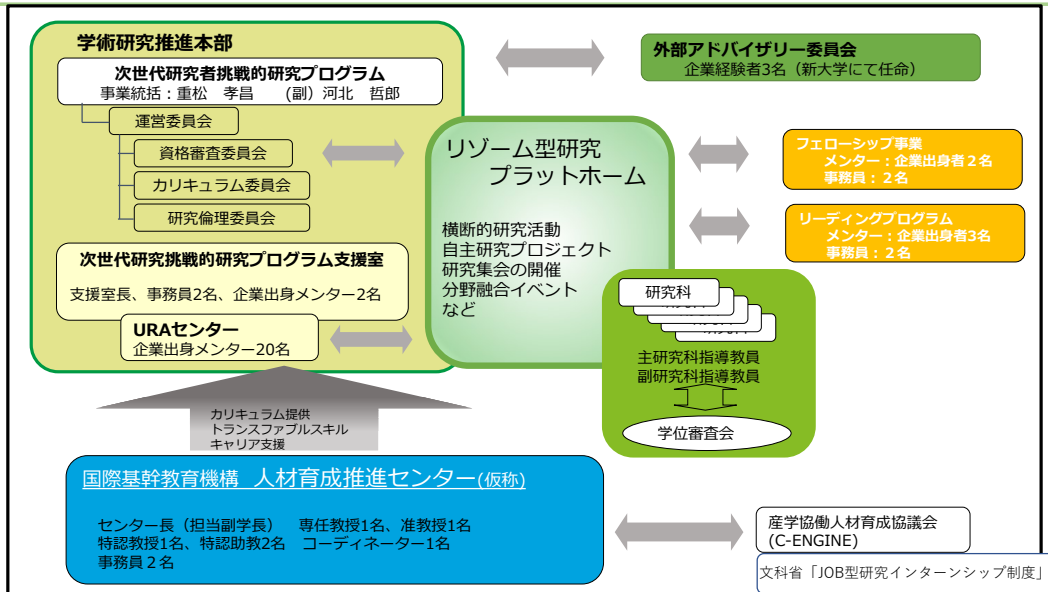 学術研究推進本部
次世代研究者挑戦的研究プログラム
事業統括：重松　孝昌　　(副）河北　哲郎
運営委員会
資格審査委員会
カリキュラム委員会
研究倫理委員会
次世代研究挑戦的研究プログラム支援室
支援室長、事務員2名、企業出身メンター2名
URAセンター
企業出身メンター20名
リゾーム型研究
プラットホーム
横断的研究活動
自主研究プロジェクト
研究集会の開催
分野融合イベント
など
外部アドバイザリー委員会
企業経験者3名（新大学にて任命）
フェローシップ事業
メンター：企業出身者２名
事務員：２名
リーディングプログラム
メンター：企業出身者3名
事務員：２名
研究科
主研究科指導教員
副研究科指導教員
学位審査会
カリキュラム提供
トランスファブルスキル
キャリア支援
国際基幹教育機構　人材育成推進センター(仮称)
センター長（担当副学長）　専任教授1名、准教授1名
特認教授1名、特認助教2名　コーディネーター1名
事務員２名
産学協働人材育成協議会
(C-ENGINE)
文科省「JOB型研究インターンシップ制度」